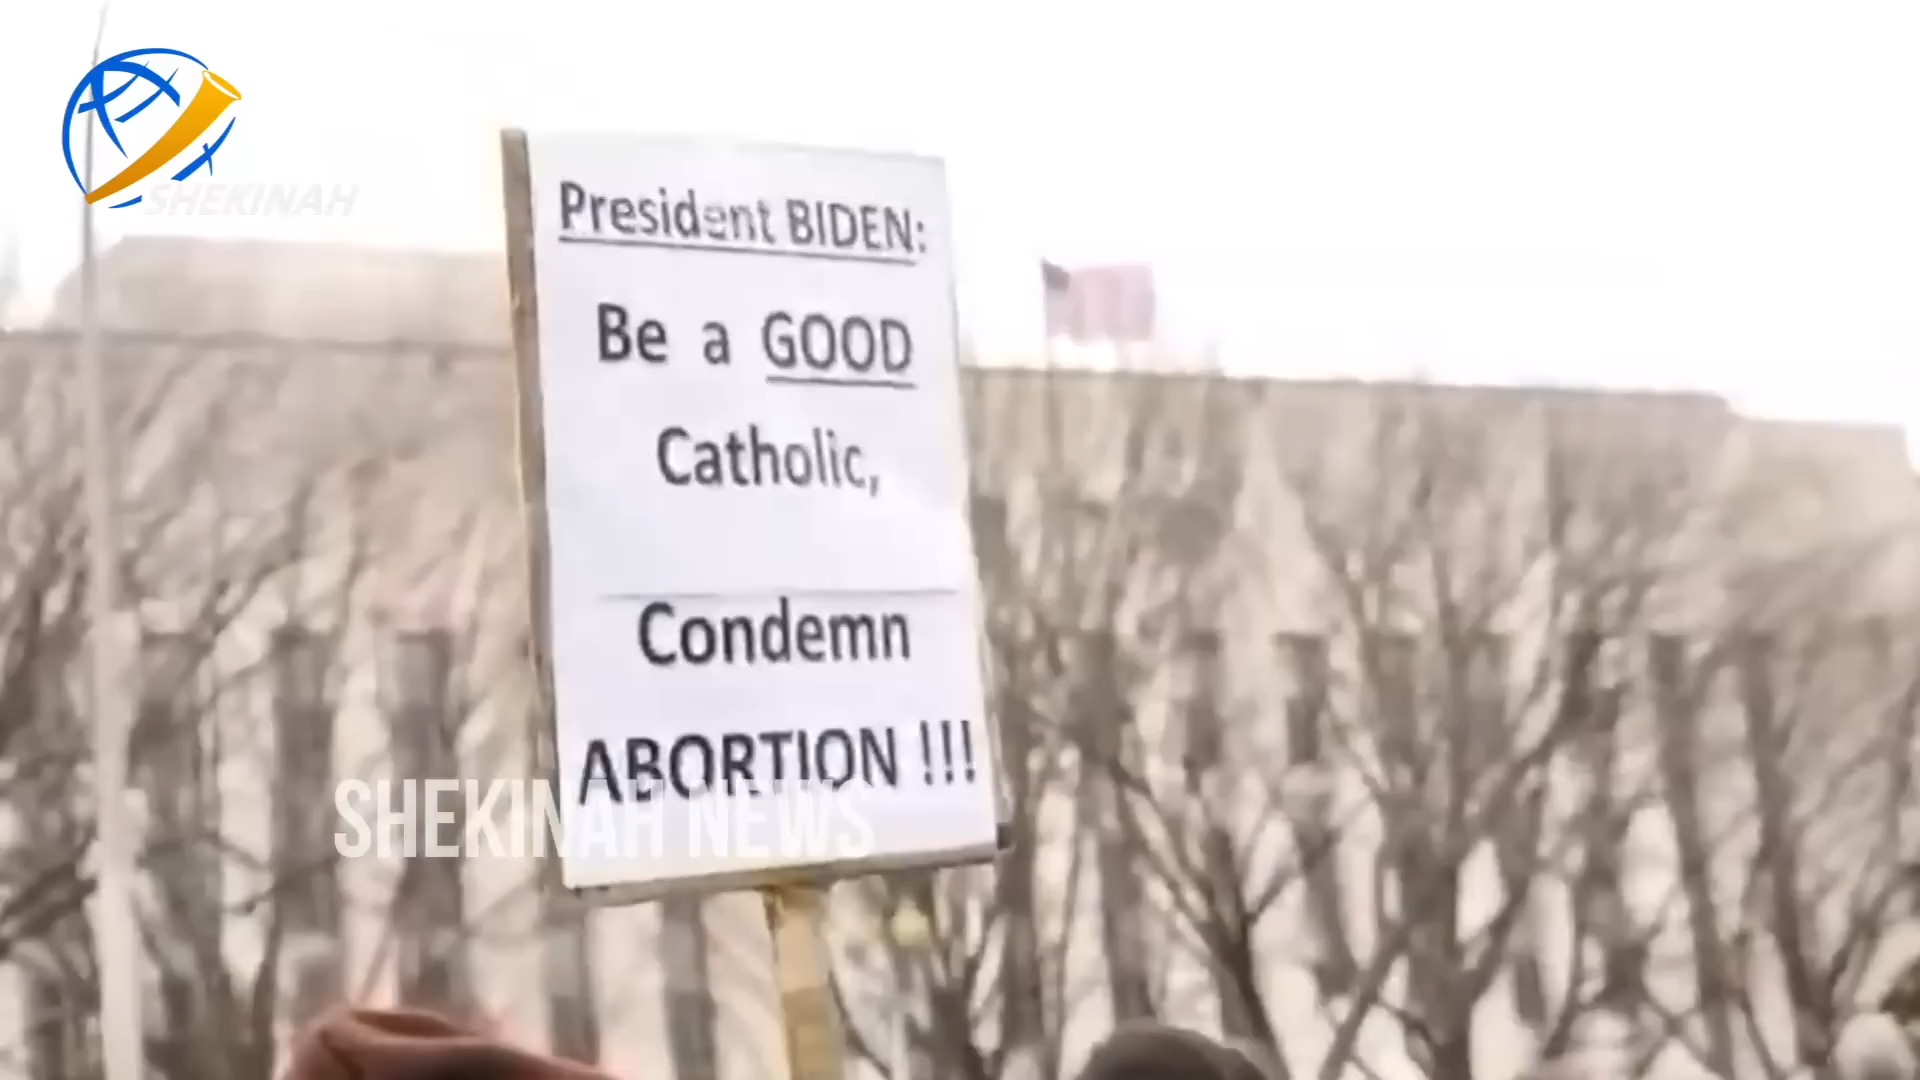 SHEKINAH
President BIDEN:
Be a GOOD
Catholic,
Condemn
ABORTION !!!
SHEKINAH NEWS